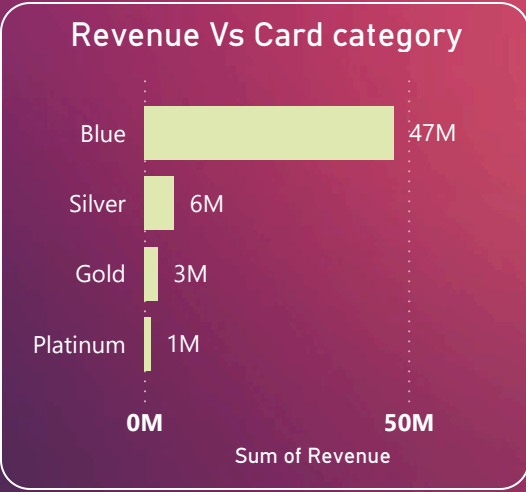 Revenue Vs Card category
Blue 47M
Silver 6M
Gold 3M
Platinum 1M
0M 50M
Sum of Revenue